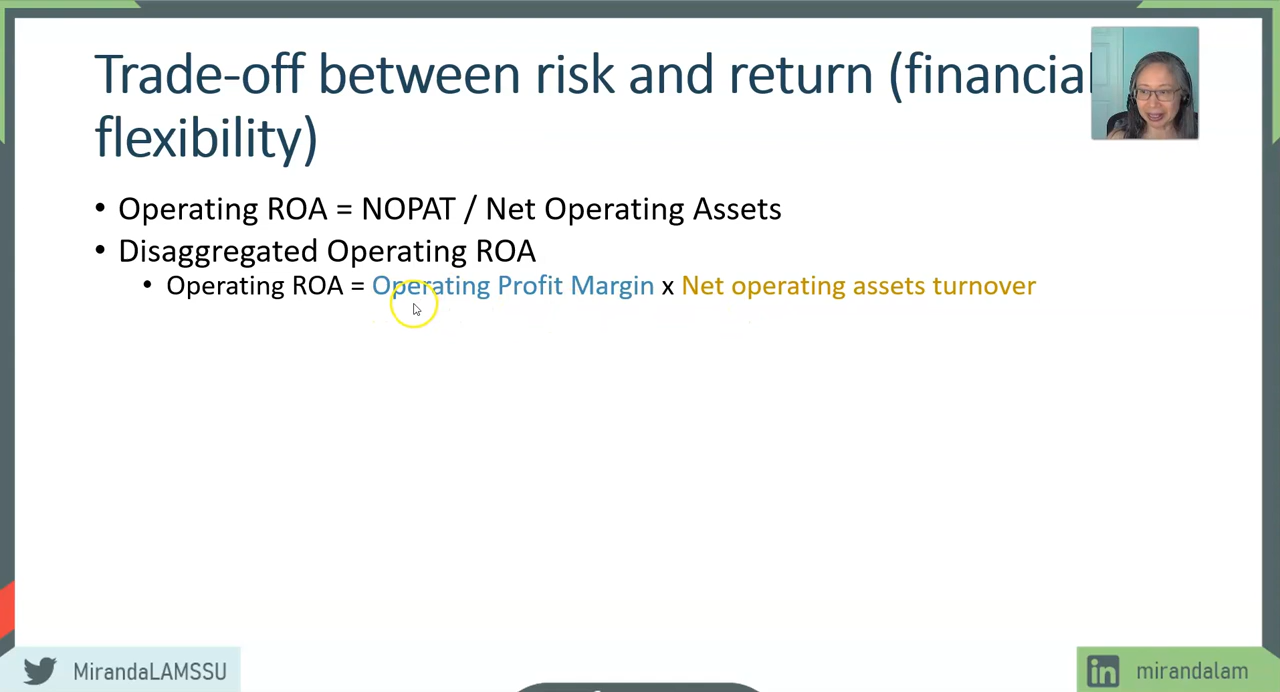 Trade-off between risk and return (financial
flexibility)
• Operating ROA = NOPAT / Net Operating Assets
• Disaggregated Operating ROA
• Operating ROA = Operating Profit Margin x Net operating assets turnover
MirandaLAMSSU
in mirandalam